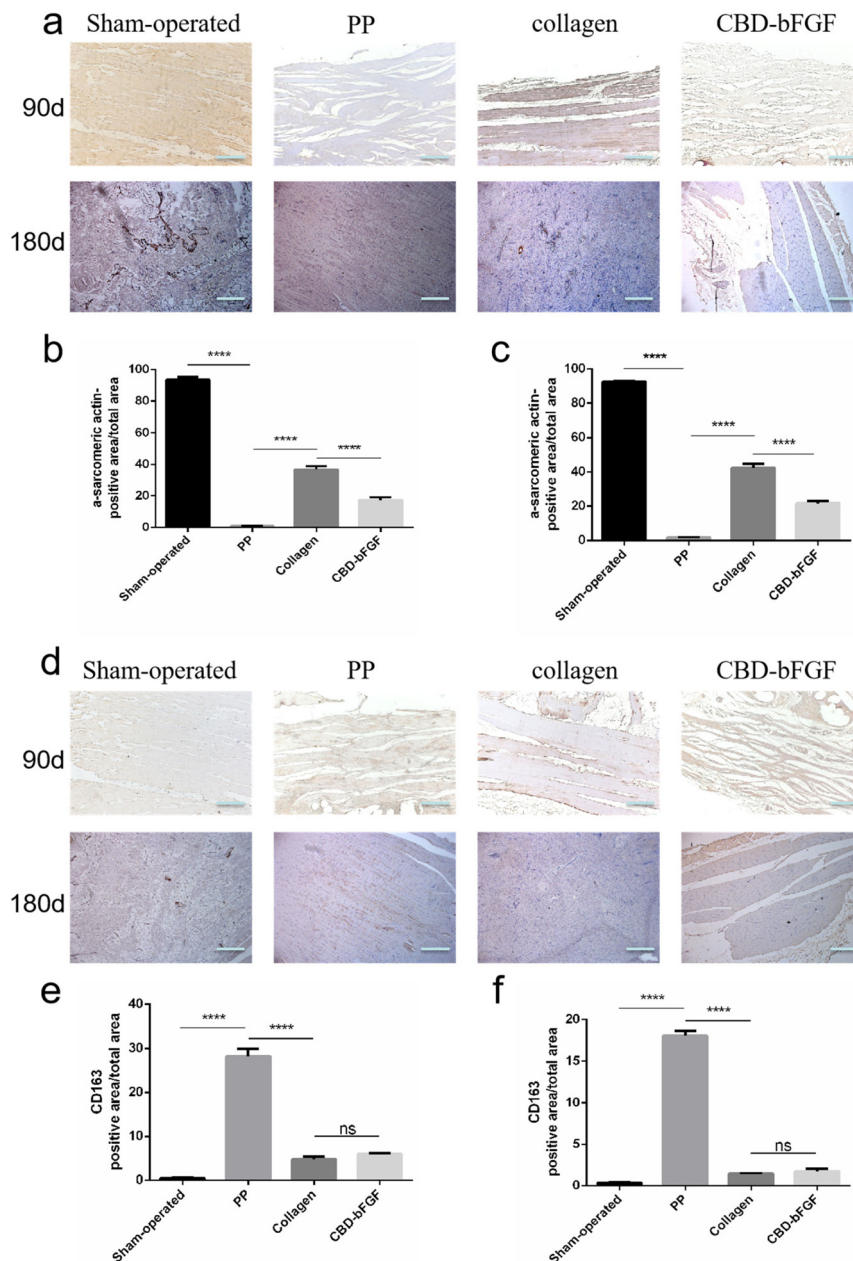 a
Sham-operated PP collagen CBD-bFGF
90d
180d
b
a-sarcomeric actin-
positive area/total area
100
80
60
40
20
0
****
****
****
Sham-operated
PP
Collagen
CBD-bFGF
c
a-sarcomeric actin-
positive area/total area
100
80
60
40
20
0
****
****
****
Sham-operated
PP
Collagen
CBD-bFGF
d
Sham-operated PP collagen CBD-bFGF
90d
180d
e
CD163
positive area/total area
40
30
20
10
5
0
****
****
ns
Sham-operated
PP
Collagen
CBD-bFGF
f
CD163
positive area/total area
20
15
10
5
0
****
****
ns
Sham-operated
PP
Collagen
CBD-bFGF